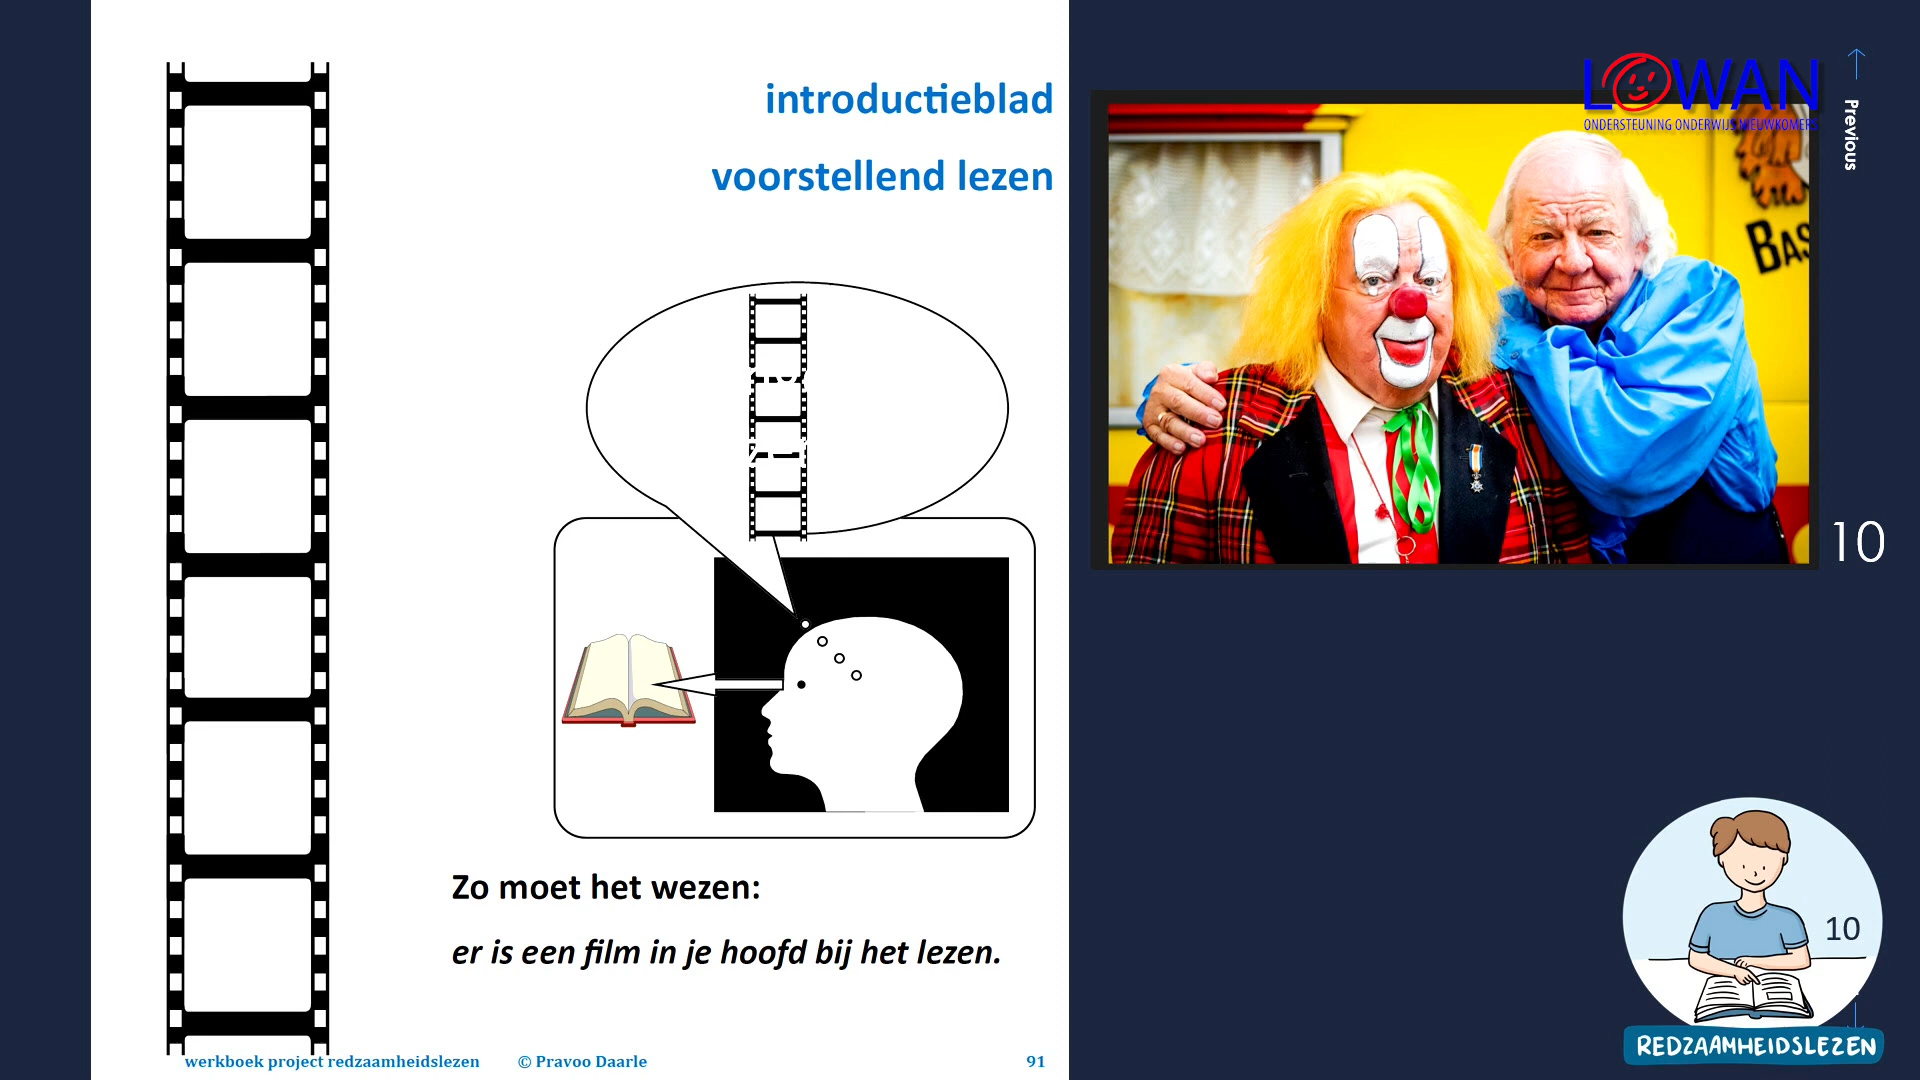 introductieblad
voorstellend lezen
Zo moet het wezen:
er is een film in je hoofd bij het lezen.
werkboek project redzaamheidslezen © Pravoo Daarle 91
LOWAN
ONDERSTEUNING ONDERWIJS NIEUWKOMERS
Previous
BAS
10
10
REDZAAMHEIDSLEZEN